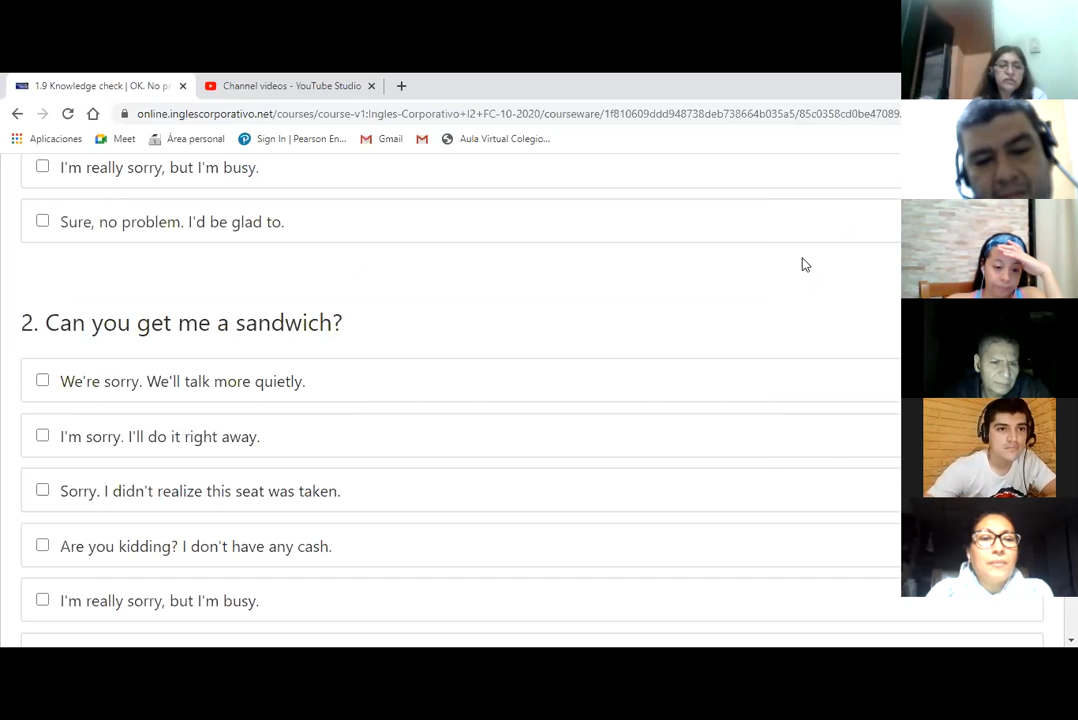 1.9 Knowledge check | OK. No pr
Channel videos - YouTube Studio
online.inglescorporativo.net/courses/course-v1:Ingles-Corporativo+I2+FC-10-2020/courseware/1f810609ddd948738deb738664b035a5/85c0358cd0be47089.
Aplicaciones Meet Área personal Sign In | Pearson En... Gmail Aula Virtual Colegio...
I'm really sorry, but I'm busy.
Sure, no problem. I'd be glad to.
2. Can you get me a sandwich?
We're sorry. We'll talk more quietly.
I'm sorry. I'll do it right away.
Sorry. I didn't realize this seat was taken.
Are you kidding? I don't have any cash.
I'm really sorry, but I'm busy.